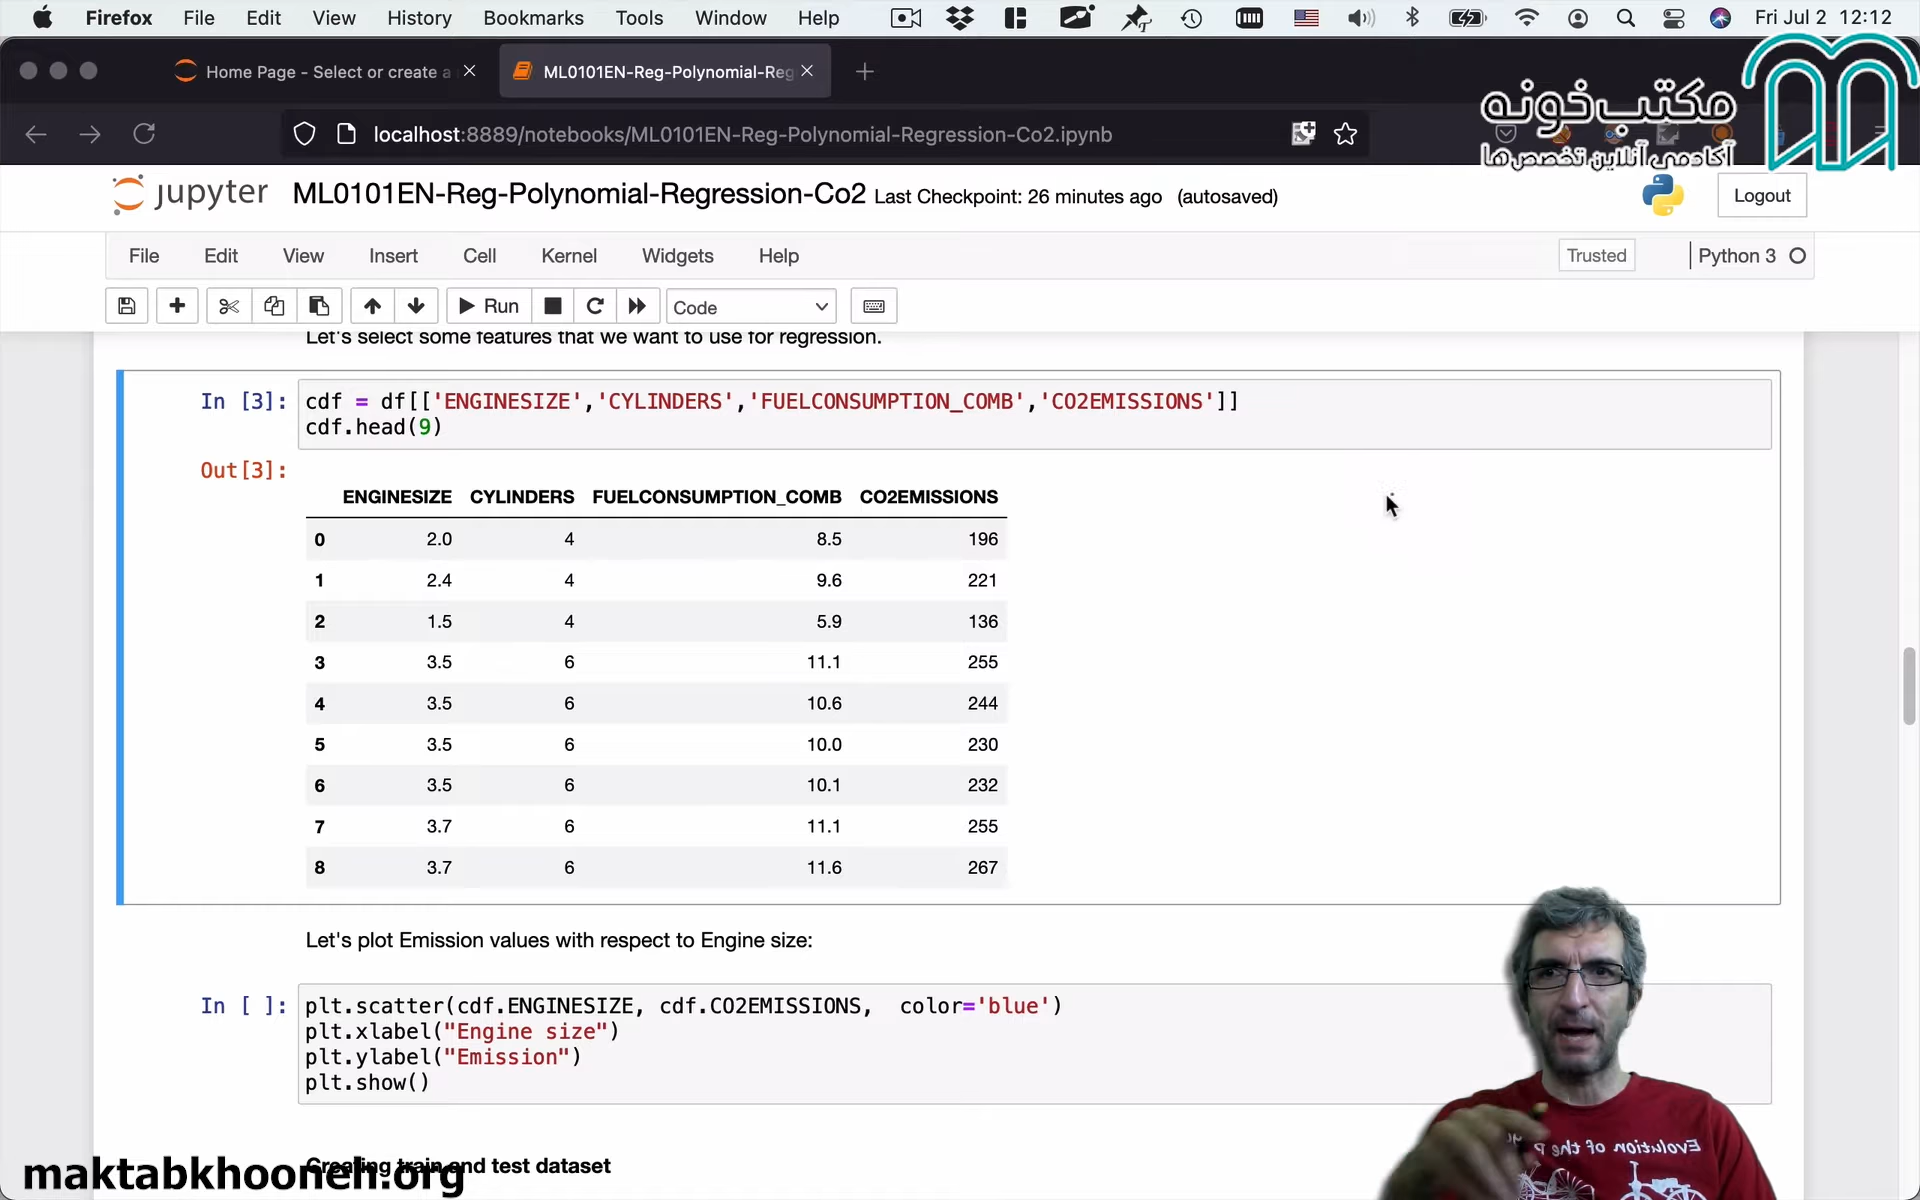 Firefox File Edit View History Bookmarks Tools Window Help Fri Jul 2 12:12
Home Page - Select or create a
ML0101EN-Reg-Polynomial-Reg
مکتب‌خونه
آکادمی آنلاین تخصص‌ها
localhost:8889/notebooks/ML0101EN-Reg-Polynomial-Regression-Co2.ipynb
jupyter ML0101EN-Reg-Polynomial-Regression-Co2 Last Checkpoint: 26 minutes ago (autosaved) Logout
File Edit View Insert Cell Kernel Widgets Help Trusted Python 3
Run Code
Let's select some features that we want to use for regression.
In [3]: cdf = df[['ENGINESIZE','CYLINDERS','FUELCONSUMPTION_COMB','CO2EMISSIONS']]
cdf.head(9)
Out[3]:
ENGINESIZE CYLINDERS FUELCONSUMPTION_COMB CO2EMISSIONS
0 2.0 4 8.5 196
1 2.4 4 9.6 221
2 1.5 4 5.9 136
3 3.5 6 11.1 255
4 3.5 6 10.6 244
5 3.5 6 10.0 230
6 3.5 6 10.1 232
7 3.7 6 11.1 255
8 3.7 6 11.6 267
Let's plot Emission values with respect to Engine size:
In [ ]: plt.scatter(cdf.ENGINESIZE, cdf.CO2EMISSIONS,  color='blue')
plt.xlabel("Engine size")
plt.ylabel("Emission")
plt.show()
Evolution of the
Creating train and test dataset
maktabkhooneh.org